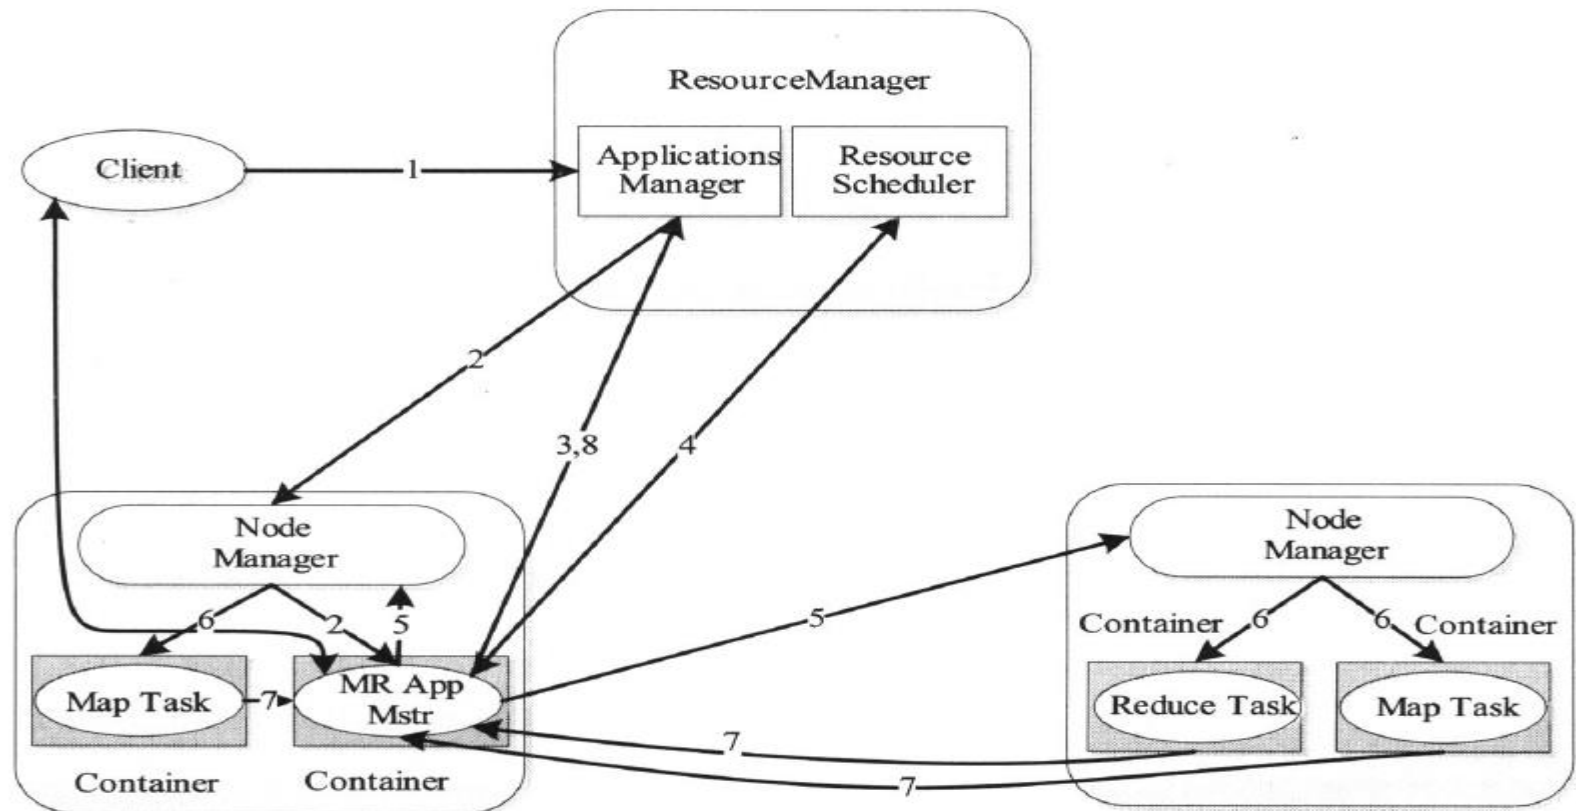 ResourceManager
Client
1
Applications
Manager
Resource
Scheduler
2
3,8
4
Node
Manager
6
2
5
Map Task
7
MR App
Mstr
Container
Container
5
Node
Manager
Container
6
6
Container
Reduce Task
Map Task
7
7